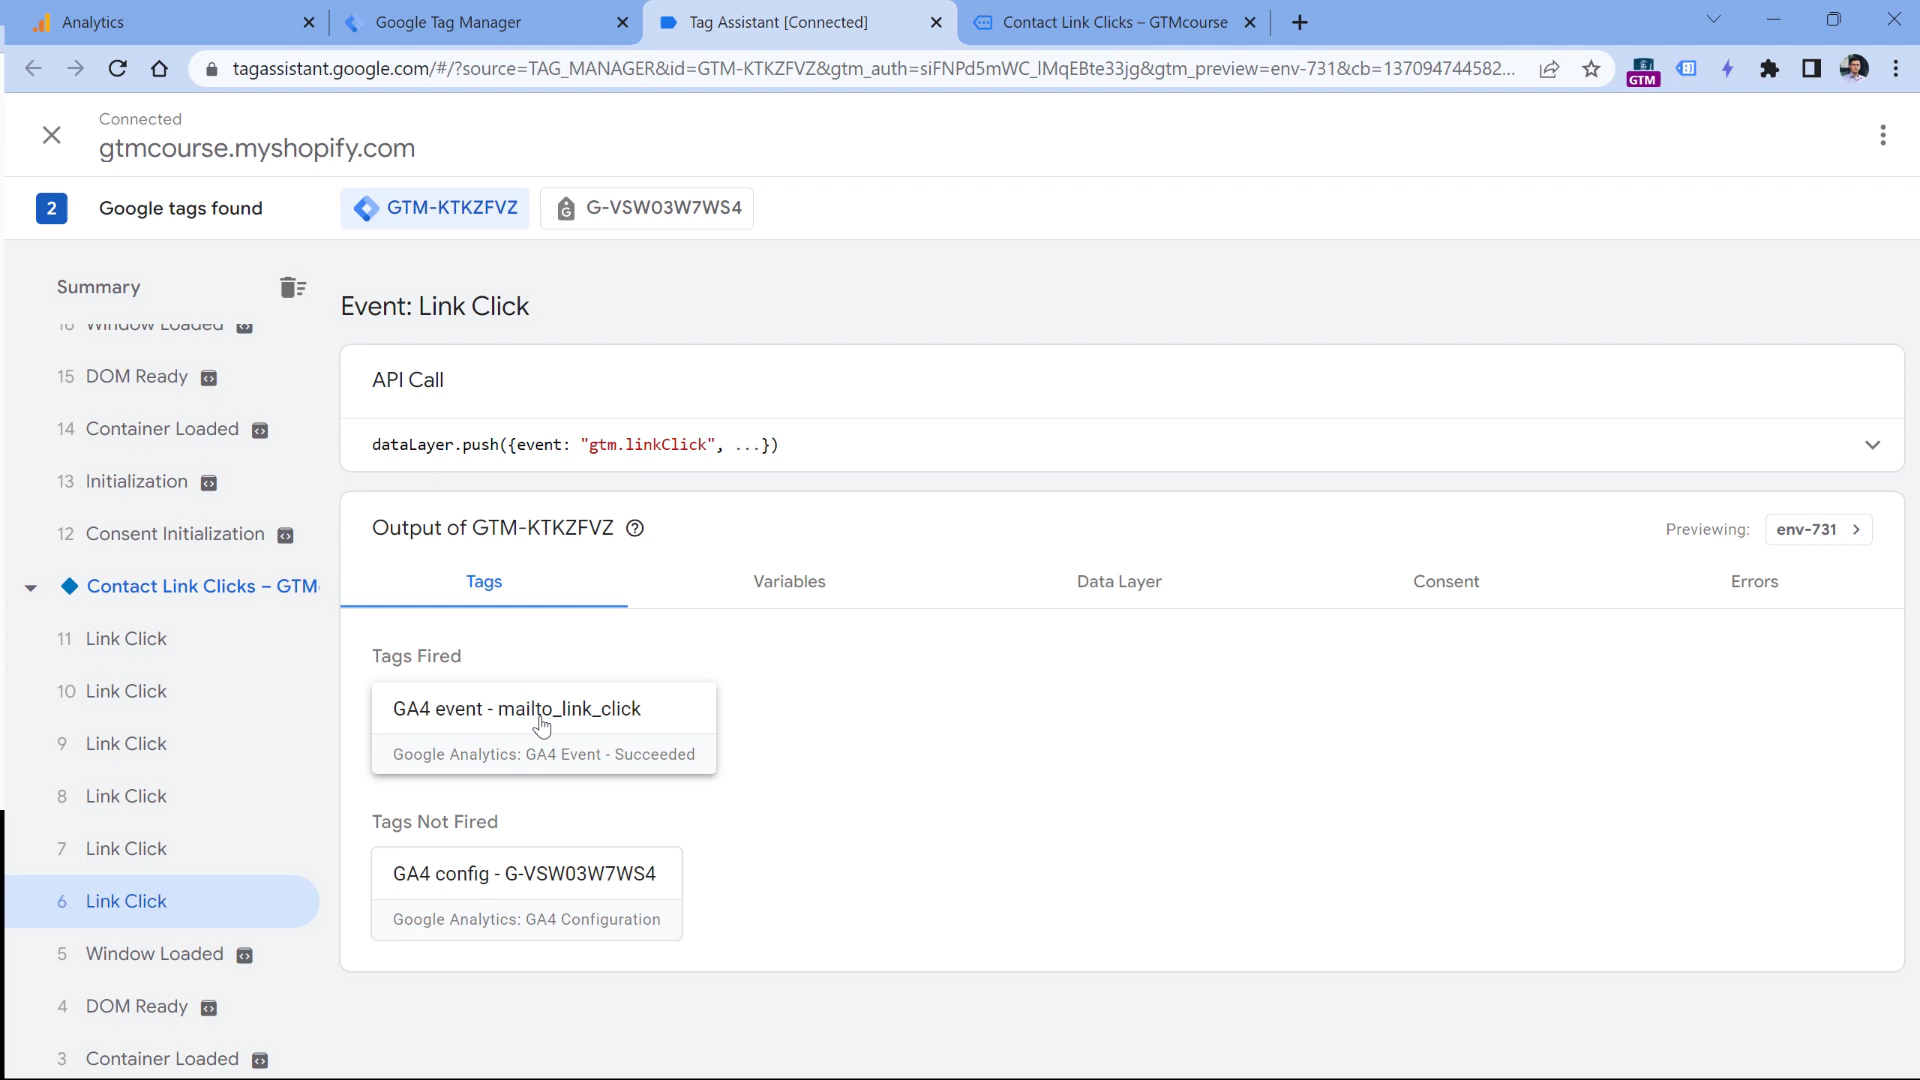 Analytics
Google Tag Manager
Tag Assistant [Connected]
Contact Link Clicks – GTMcourse
tagassistant.google.com/#/?source=TAG_MANAGER&id=GTM-KTKZFVZ&gtm_auth=siFNPd5mWC_lMqEBte33jg&gtm_preview=env-731&cb=137094744582...
GTM
Connected
gtmcourse.myshopify.com
2
Google tags found
GTM-KTKZFVZ
G-VSW03W7WS4
Summary
16 Window Loaded
15 DOM Ready
14 Container Loaded
13 Initialization
12 Consent Initialization
Contact Link Clicks – GTM
11 Link Click
10 Link Click
9 Link Click
8 Link Click
7 Link Click
6 Link Click
5 Window Loaded
4 DOM Ready
3 Container Loaded
Event: Link Click
API Call
dataLayer.push({event: "gtm.linkClick", ...})
Output of GTM-KTKZFVZ
Previewing: env-731
Tags
Variables
Data Layer
Consent
Errors
Tags Fired
GA4 event - mailto_link_click
Google Analytics: GA4 Event - Succeeded
Tags Not Fired
GA4 config - G-VSW03W7WS4
Google Analytics: GA4 Configuration